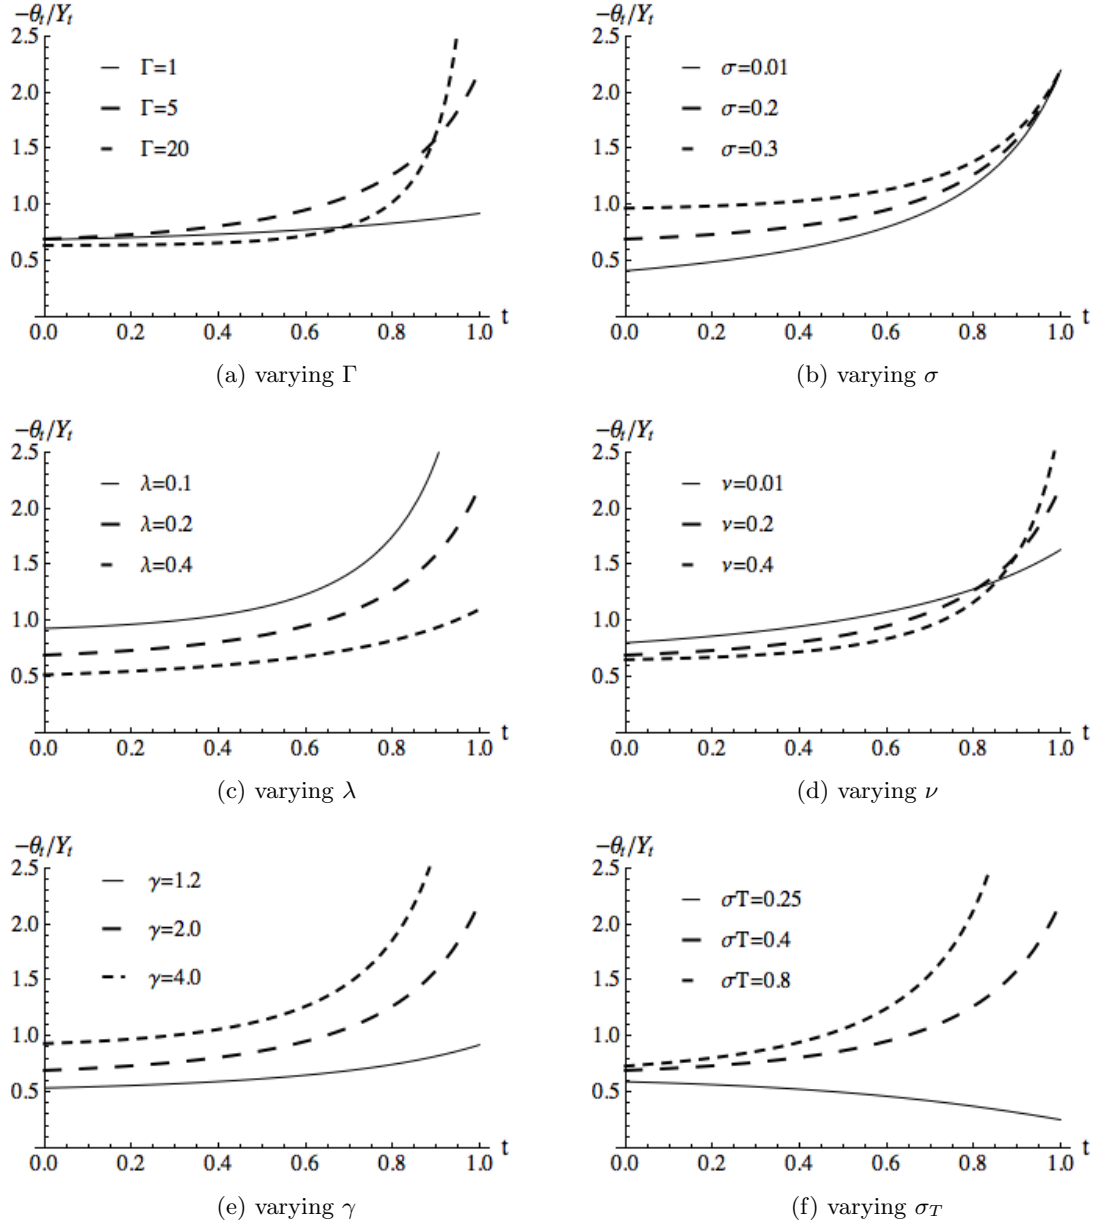 −θt/Yt
2.5
2.0
1.5
1.0
0.5
0.0 0.2 0.4 0.6 0.8 1.0 t
Γ=1
Γ=5
Γ=20
(a) varying Γ
−θt/Yt
2.5
2.0
1.5
1.0
0.5
0.0 0.2 0.4 0.6 0.8 1.0 t
σ=0.01
σ=0.2
σ=0.3
(b) varying σ
−θt/Yt
2.5
2.0
1.5
1.0
0.5
0.0 0.2 0.4 0.6 0.8 1.0 t
λ=0.1
λ=0.2
λ=0.4
(c) varying λ
−θt/Yt
2.5
2.0
1.5
1.0
0.5
0.0 0.2 0.4 0.6 0.8 1.0 t
ν=0.01
ν=0.2
ν=0.4
(d) varying ν
−θt/Yt
2.5
2.0
1.5
1.0
0.5
0.0 0.2 0.4 0.6 0.8 1.0 t
γ=1.2
γ=2.0
γ=4.0
(e) varying γ
−θt/Yt
2.5
2.0
1.5
1.0
0.5
0.0 0.2 0.4 0.6 0.8 1.0 t
σT=0.25
σT=0.4
σT=0.8
(f) varying σT